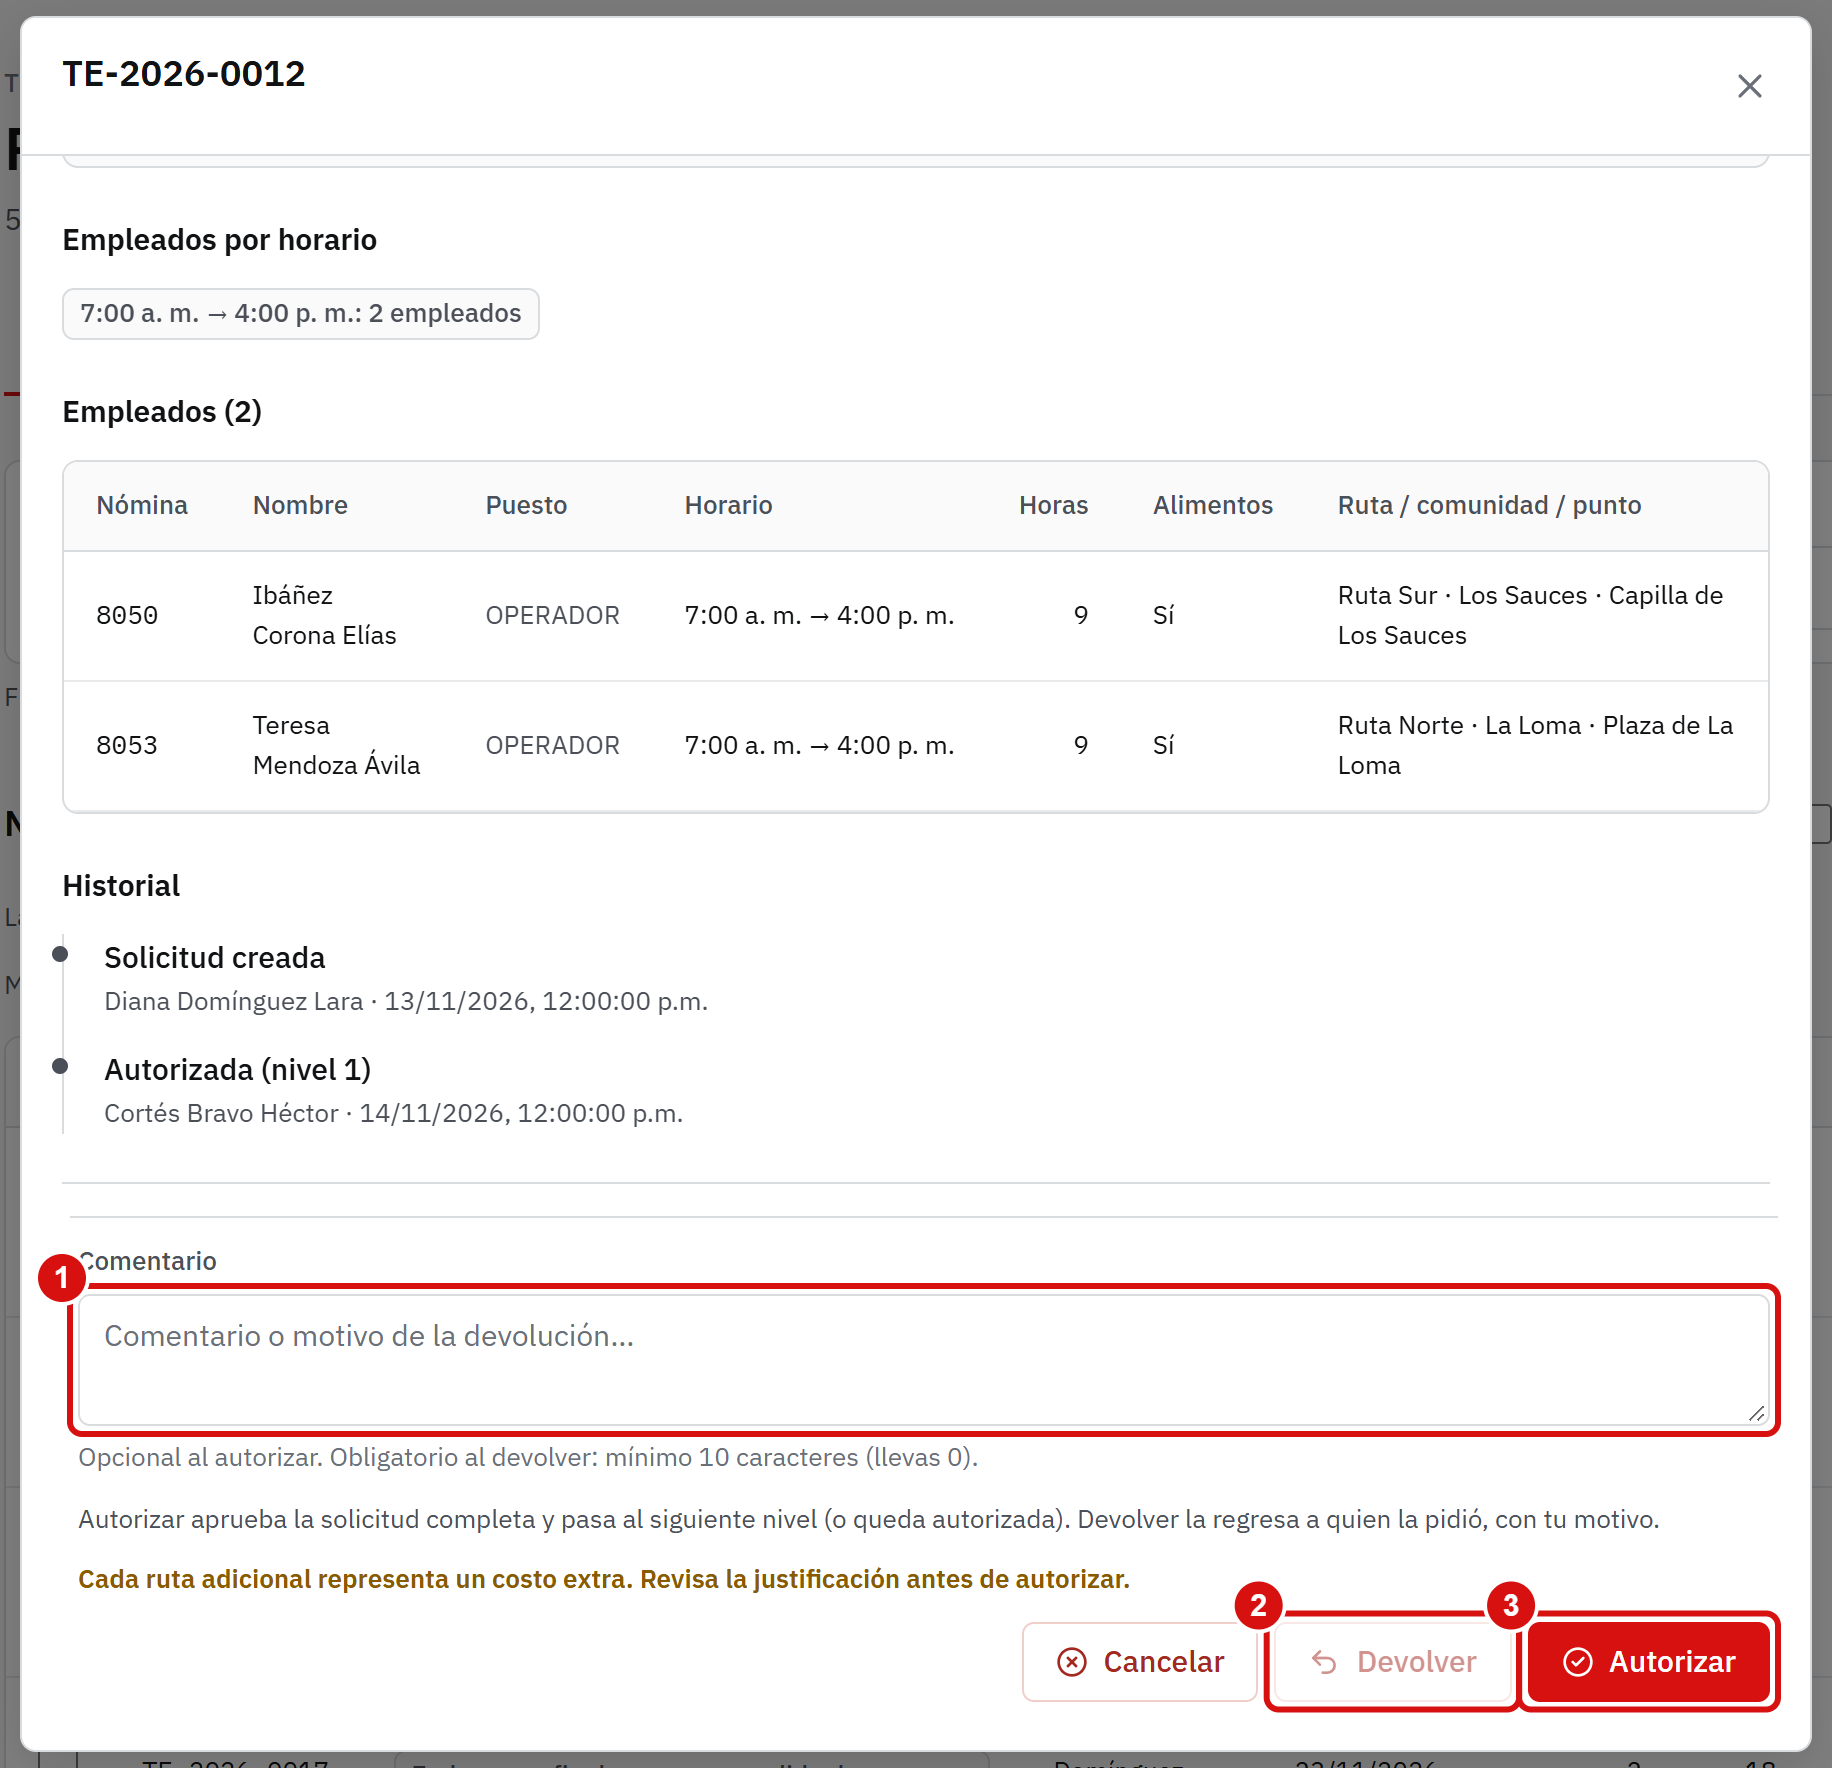 TE-2026-0012
Empleados por horario
7:00 a. m. → 4:00 p. m.: 2 empleados
Empleados (2)
Nómina Nombre Puesto Horario Horas Alimentos Ruta / comunidad / punto
8050 Ibáñez Corona Elías OPERADOR 7:00 a. m. → 4:00 p. m. 9 Sí Ruta Sur · Los Sauces · Capilla de Los Sauces
8053 Teresa Mendoza Ávila OPERADOR 7:00 a. m. → 4:00 p. m. 9 Sí Ruta Norte · La Loma · Plaza de La Loma
Historial
Solicitud creada
Diana Domínguez Lara · 13/11/2026, 12:00:00 p.m.
Autorizada (nivel 1)
Cortés Bravo Héctor · 14/11/2026, 12:00:00 p.m.
Comentario
1
Comentario o motivo de la devolución...
Opcional al autorizar. Obligatorio al devolver: mínimo 10 caracteres (llevas 0).
Autorizar aprueba la solicitud completa y pasa al siguiente nivel (o queda autorizada). Devolver la regresa a quien la pidió, con tu motivo.
Cada ruta adicional representa un costo extra. Revisa la justificación antes de autorizar.
2 3
Cancelar Devolver Autorizar